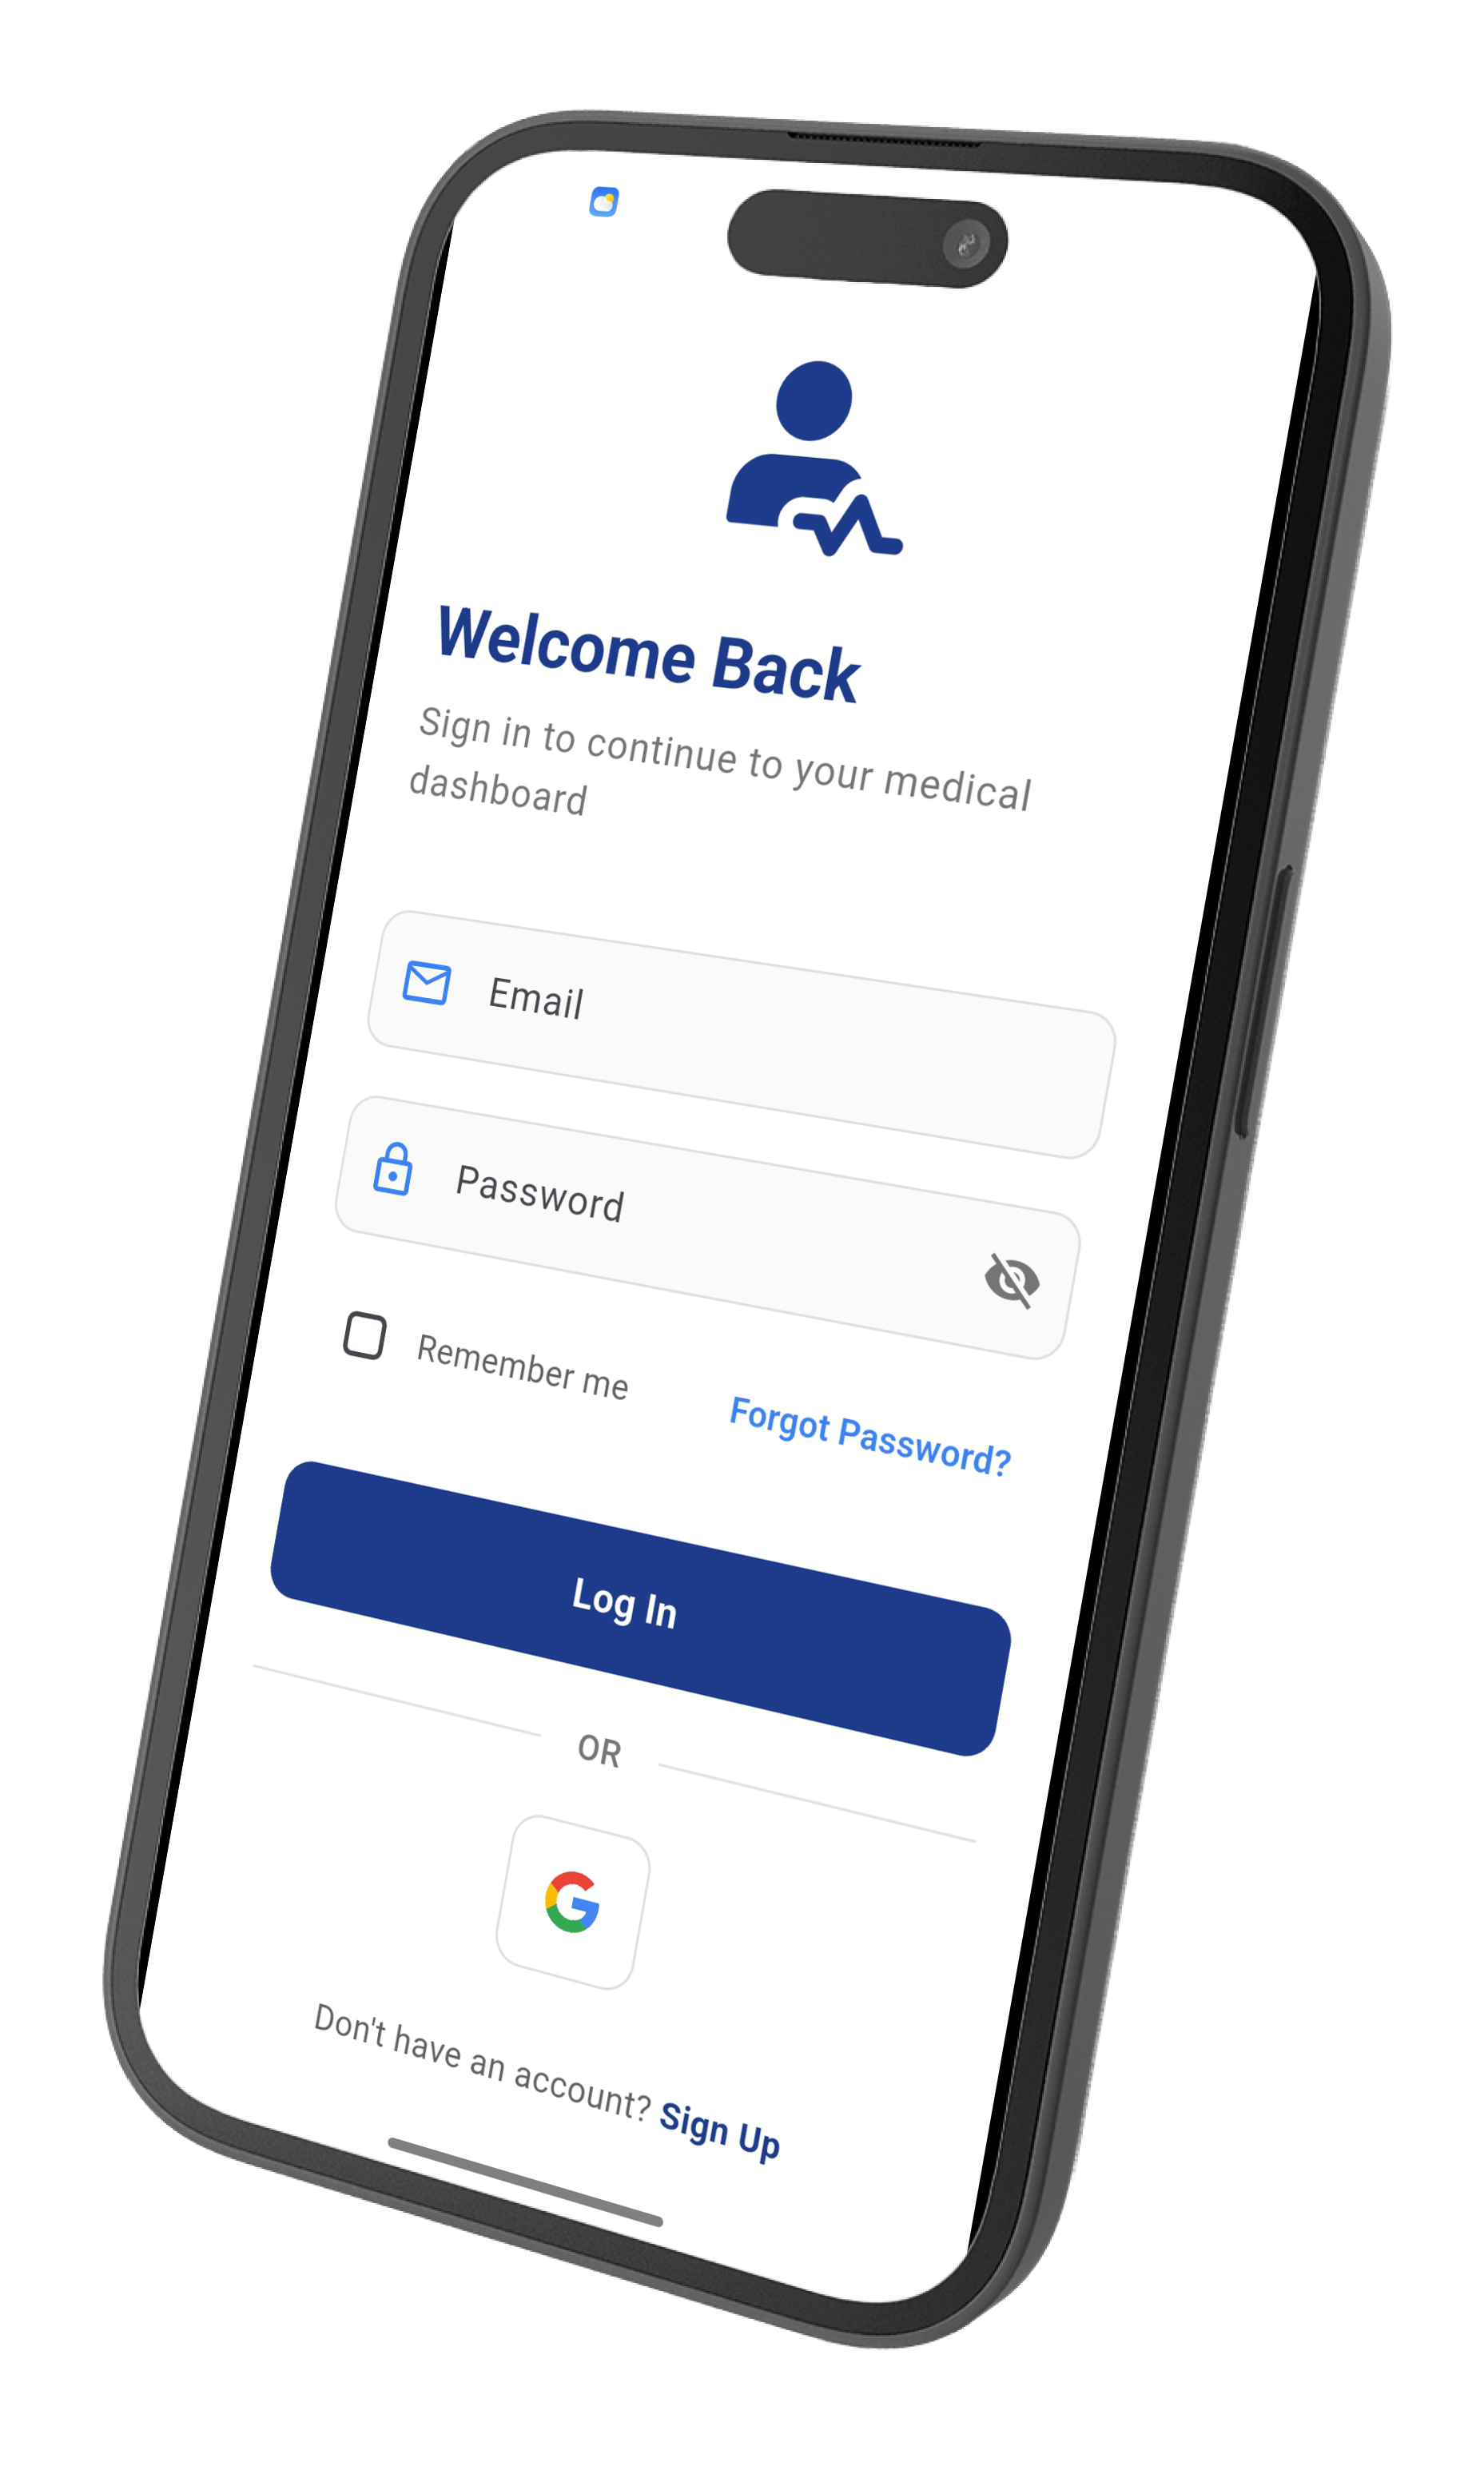 Welcome Back
Sign in to continue to your medical
dashboard
Email
Password
Remember me
Forgot Password?
Log In
OR
Don't have an account? Sign Up